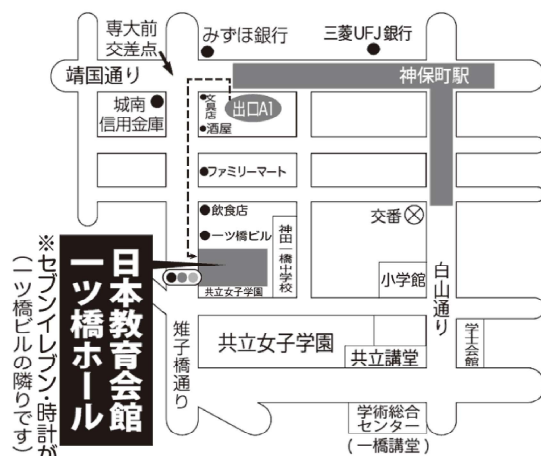 専大前
交差点
みずほ銀行
三菱UFJ銀行
靖国通り
神保町駅
城南
信用金庫
文具店
出口A1
酒屋
ファミリーマート
飲食店
一ツ橋ビル
神田一橋中学校
交番
小学館
白山通り
共立女子学園
日本教育会館
一ツ橋ホール
※セブンイレブン・時計が
(一ツ橋ビルの隣りです)
雉子橋通り
共立女子学園
共立講堂
学士会館
学術総合
センター
(一橋講堂)